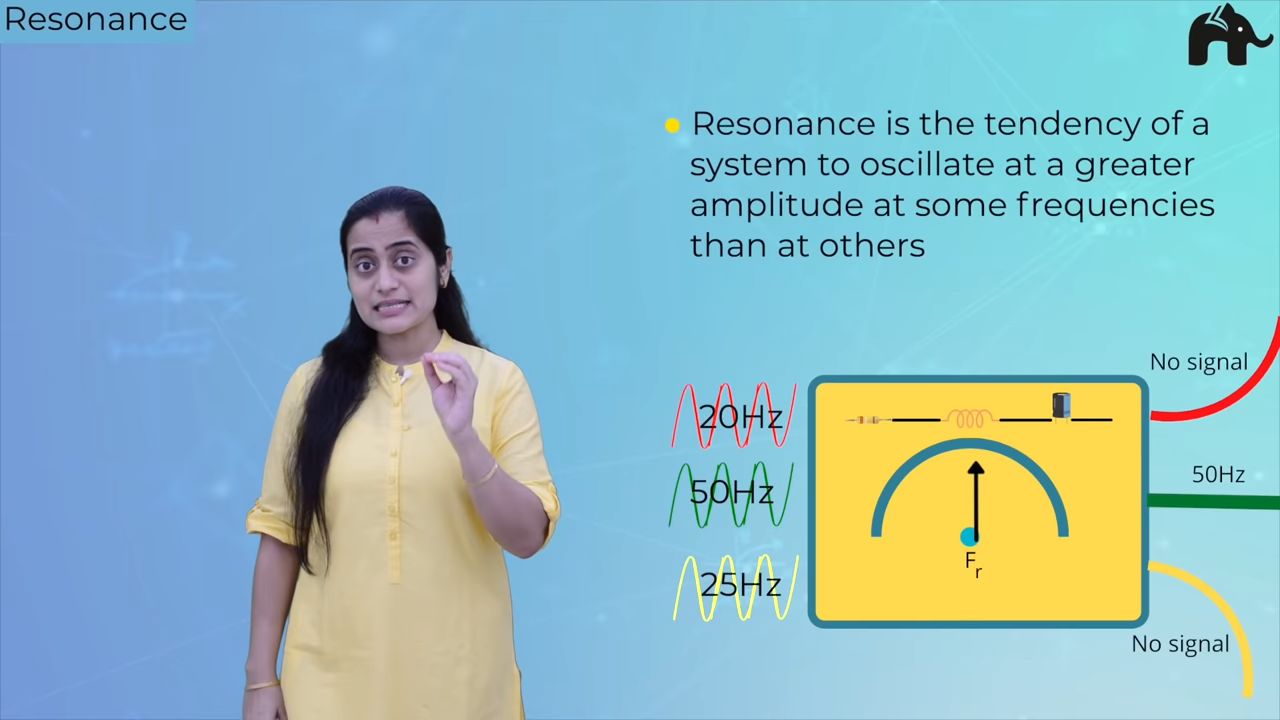 Resonance
Resonance is the tendency of a
system to oscillate at a greater
amplitude at some frequencies
than at others
No signal
20Hz
50Hz
50Hz
25Hz
Fr
No signal